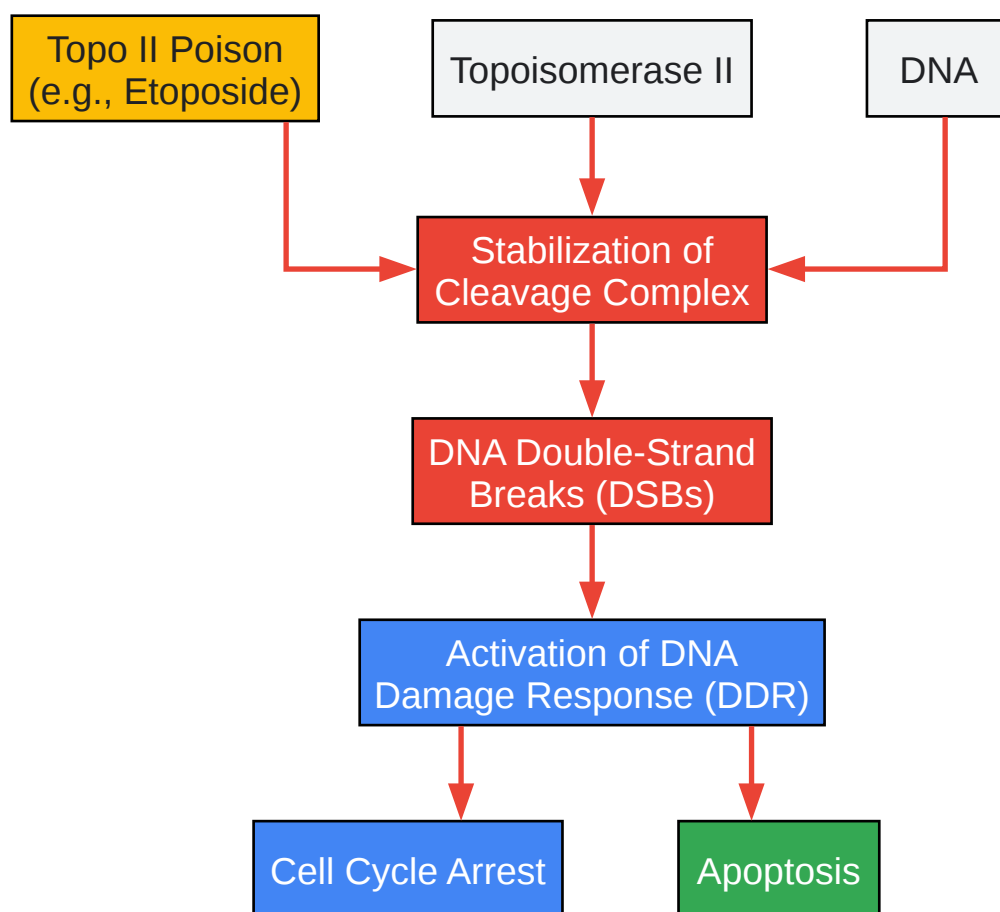 Topo II Poison
(e.g., Etoposide)
Topoisomerase II
DNA
Stabilization of
Cleavage Complex
DNA Double-Strand
Breaks (DSBs)
Activation of DNA
Damage Response (DDR)
Cell Cycle Arrest
Apoptosis